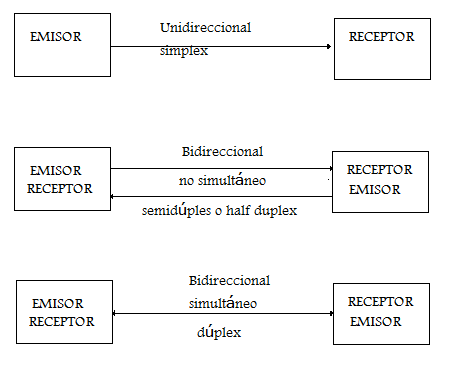 EMISOR
Unidireccional
simplex
RECEPTOR
EMISOR
RECEPTOR
Bidireccional
no simultáneo
semidúples o half duplex
RECEPTOR
EMISOR
EMISOR
RECEPTOR
Bidireccional
simultáneo
dúplex
RECEPTOR
EMISOR